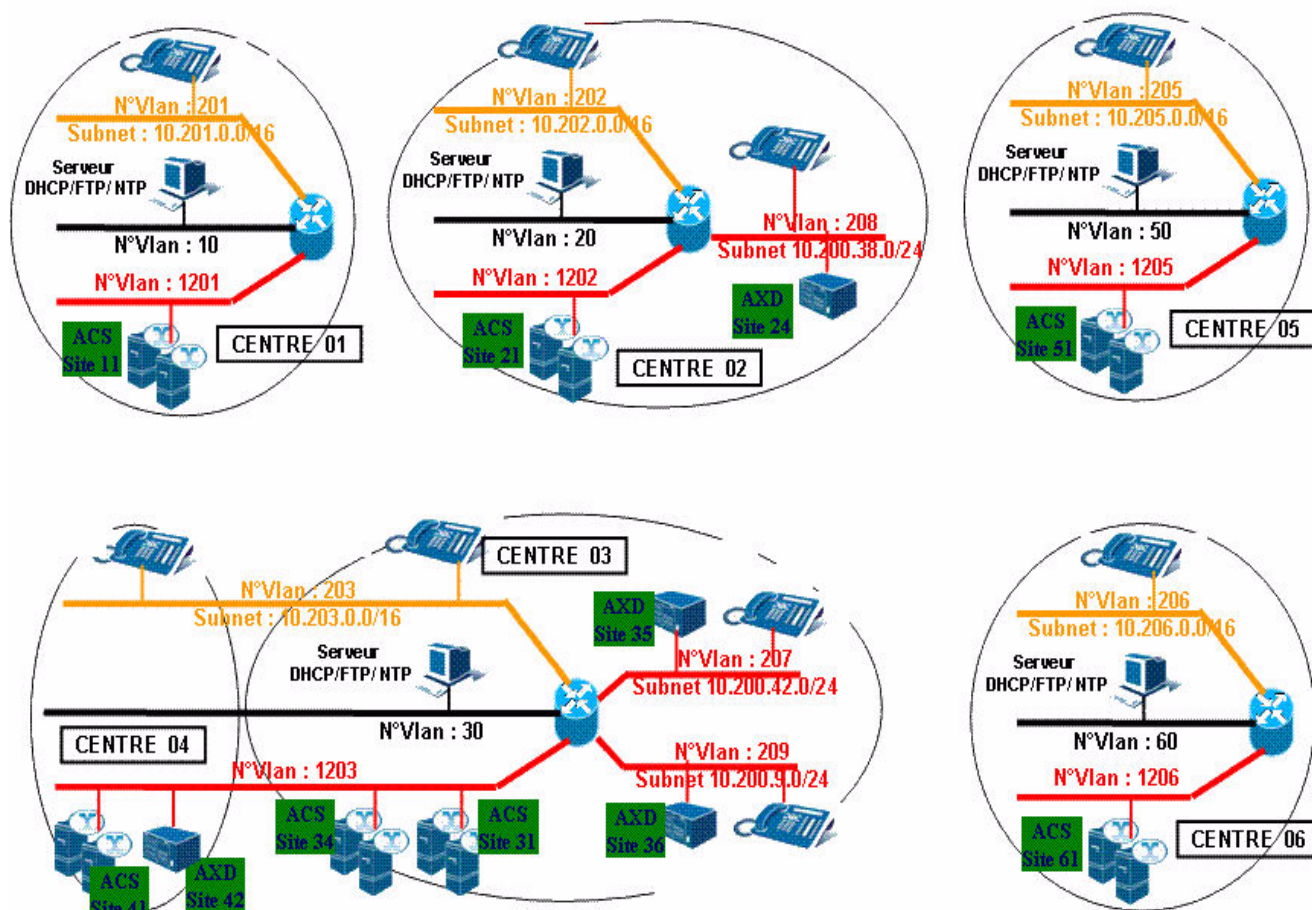 N°Vlan : 201
Subnet : 10.201.0.0/16
Serveur
DHCP/FTP/ NTP
N°Vlan : 10
N°Vlan : 1201
ACS
Site 11
CENTRE 01
N°Vlan : 202
Subnet : 10.202.0.0/16
Serveur
DHCP/FTP/ NTP
N°Vlan : 20
N°Vlan : 208
Subnet 10.200.38.0/24
N°Vlan : 1202
ACS
Site 21
AXD
Site 24
CENTRE 02
N°Vlan : 205
Subnet : 10.205.0.0/16
Serveur
DHCP/FTP/ NTP
N°Vlan : 50
N°Vlan : 1205
ACS
Site 51
CENTRE 05
CENTRE 03
N°Vlan : 203
Subnet : 10.203.0.0/16
Serveur
DHCP/FTP/ NTP
N°Vlan : 30
CENTRE 04
N°Vlan : 1203
ACS
Site 41
AXD
Site 42
ACS
Site 34
ACS
Site 31
AXD
Site 35
N°Vlan : 207
Subnet 10.200.42.0/24
N°Vlan : 209
Subnet 10.200.9.0/24
AXD
Site 36
N°Vlan : 206
Subnet : 10.206.0.0/16
Serveur
DHCP/FTP/ NTP
N°Vlan : 60
N°Vlan : 1206
ACS
Site 61
CENTRE 06